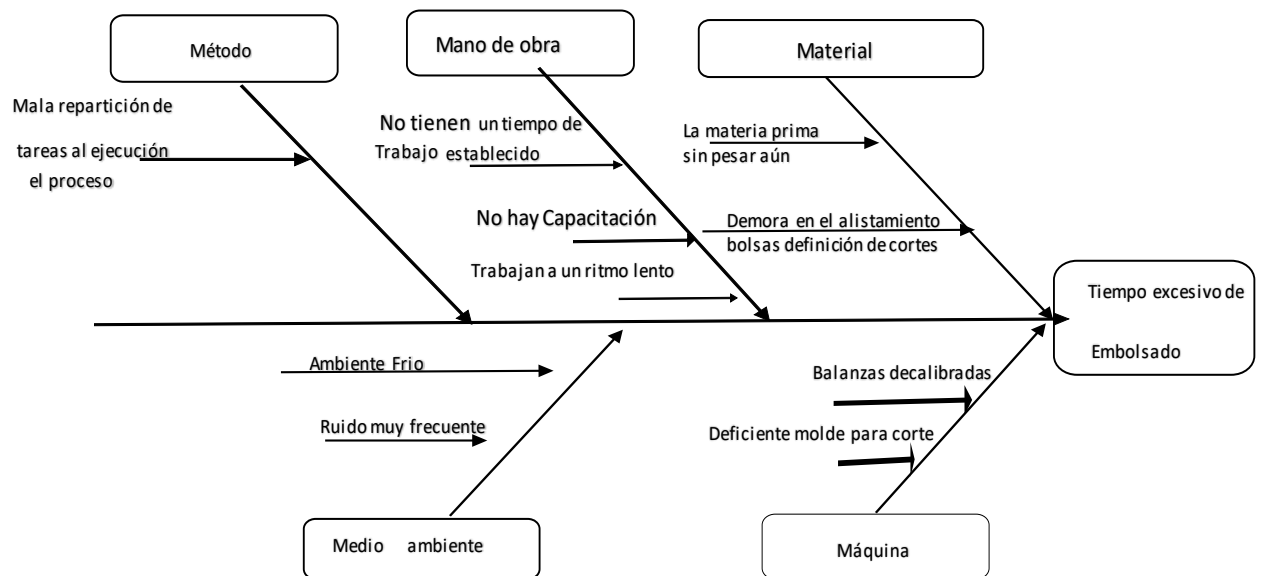 Método
Mano de obra
Material
Mala repartición de
tareas al ejecución
el proceso
No tienen un tiempo de
Trabajo establecido
No hay Capacitación
Trabajan a un ritmo lento
La materia prima
sin pesar aún
Demora en el alistamiento
bolsas definición de cortes
Tiempo excesivo de
Embolsado
Ambiente Frio
Ruido muy frecuente
Balanzas decalibradas
Deficiente molde para corte
Medio ambiente
Máquina